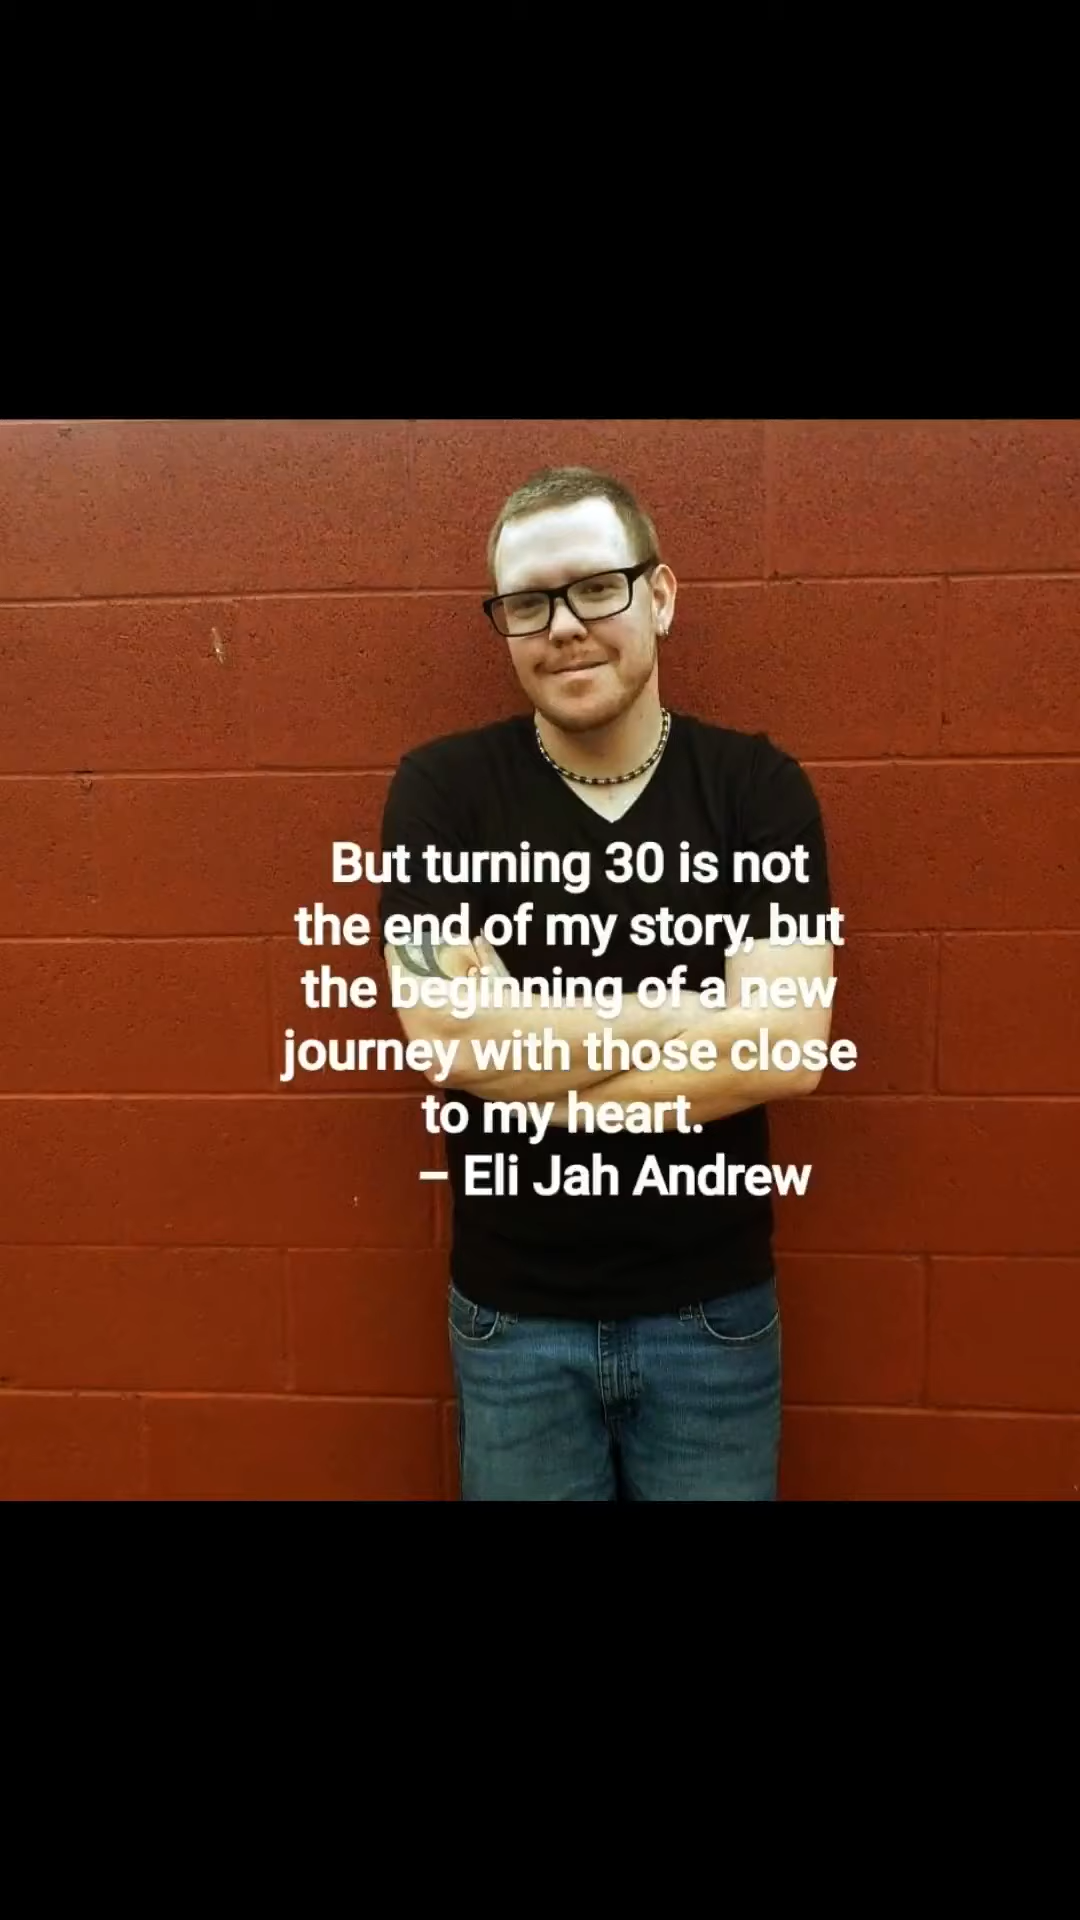 But turning 30 is not
the end of my story, but
the beginning of a new
journey with those close
to my heart.
– Eli Jah Andrew